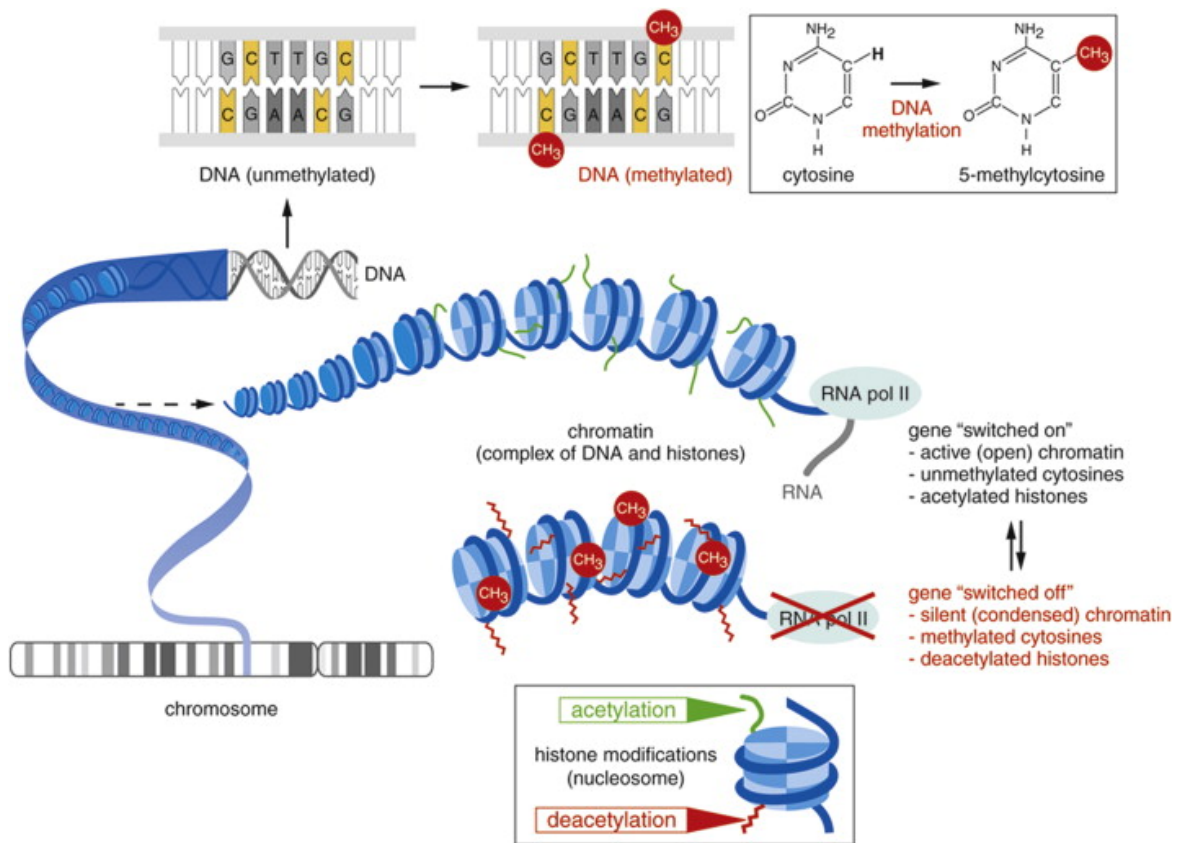 G C T T G C
C G A A C G
DNA (unmethylated)
CH3
G C T T G C
C G A A C G
CH3
DNA (methylated)
NH2
H
N
O
N
H
cytosine
DNA
methylation
NH2
CH3
N
O
N
H
5-methylcytosine
DNA
RNA pol II
RNA
chromatin
(complex of DNA and histones)
gene "switched on"
- active (open) chromatin
- unmethylated cytosines
- acetylated histones
CH3
CH3
CH3
CH3
RNA pol II
gene "switched off"
- silent (condensed) chromatin
- methylated cytosines
- deacetylated histones
chromosome
acetylation
histone modifications
(nucleosome)
deacetylation